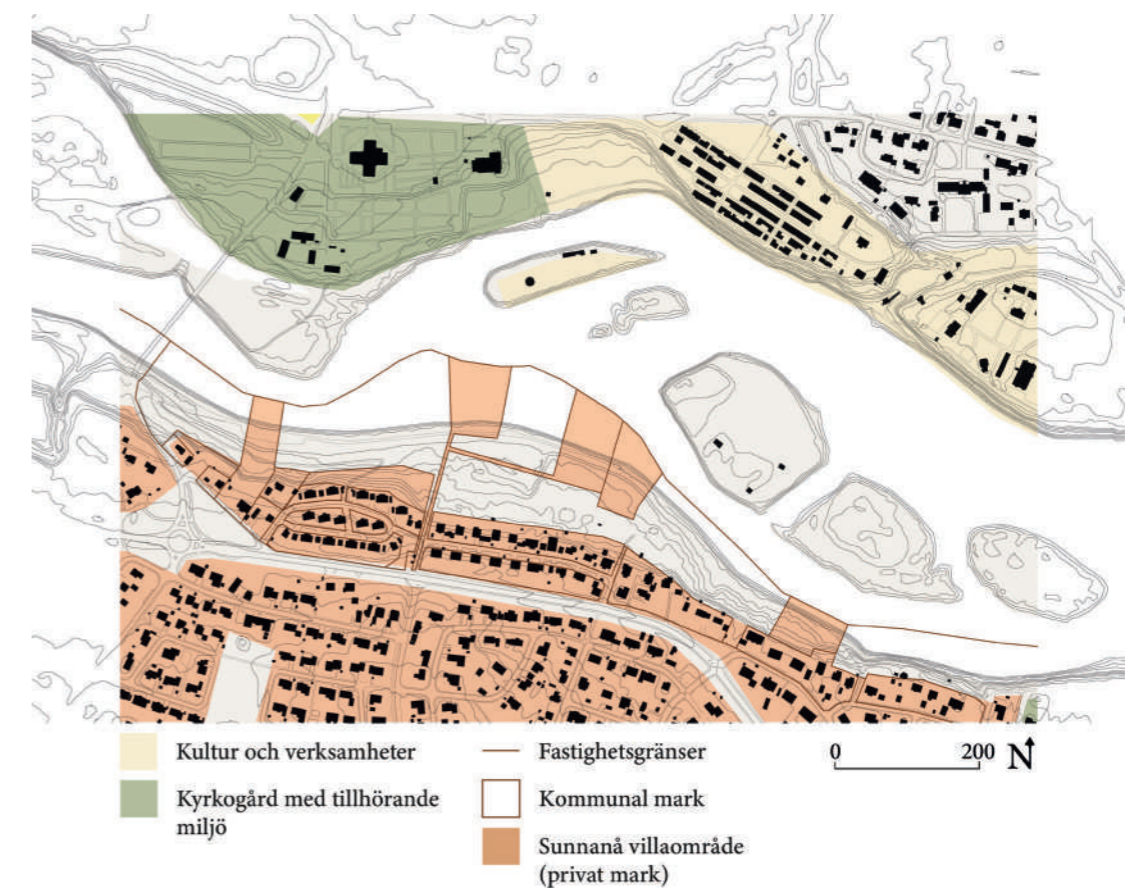 Kultur och verksamheter
Kyrkogård med tillhörande
miljö
Fastighetsgränser
Kommunal mark
Sunnanå villaområde
(privat mark)
0 200 N